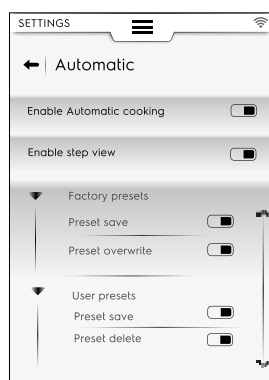 SETTINGS
Automatic
Enable Automatic cooking
Enable step view
Factory presets
Preset save
Preset overwrite
User presets
Preset save
Preset delete